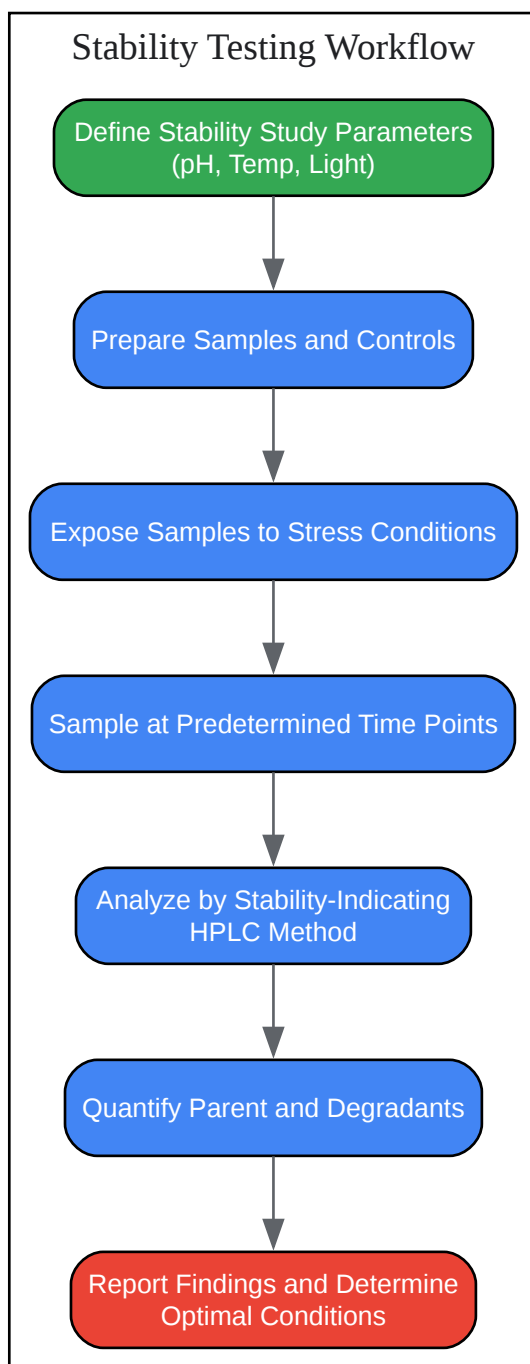 Stability Testing Workflow
Define Stability Study Parameters
(pH, Temp, Light)
Prepare Samples and Controls
Expose Samples to Stress Conditions
Sample at Predetermined Time Points
Analyze by Stability-Indicating
HPLC Method
Quantify Parent and Degradants
Report Findings and Determine
Optimal Conditions